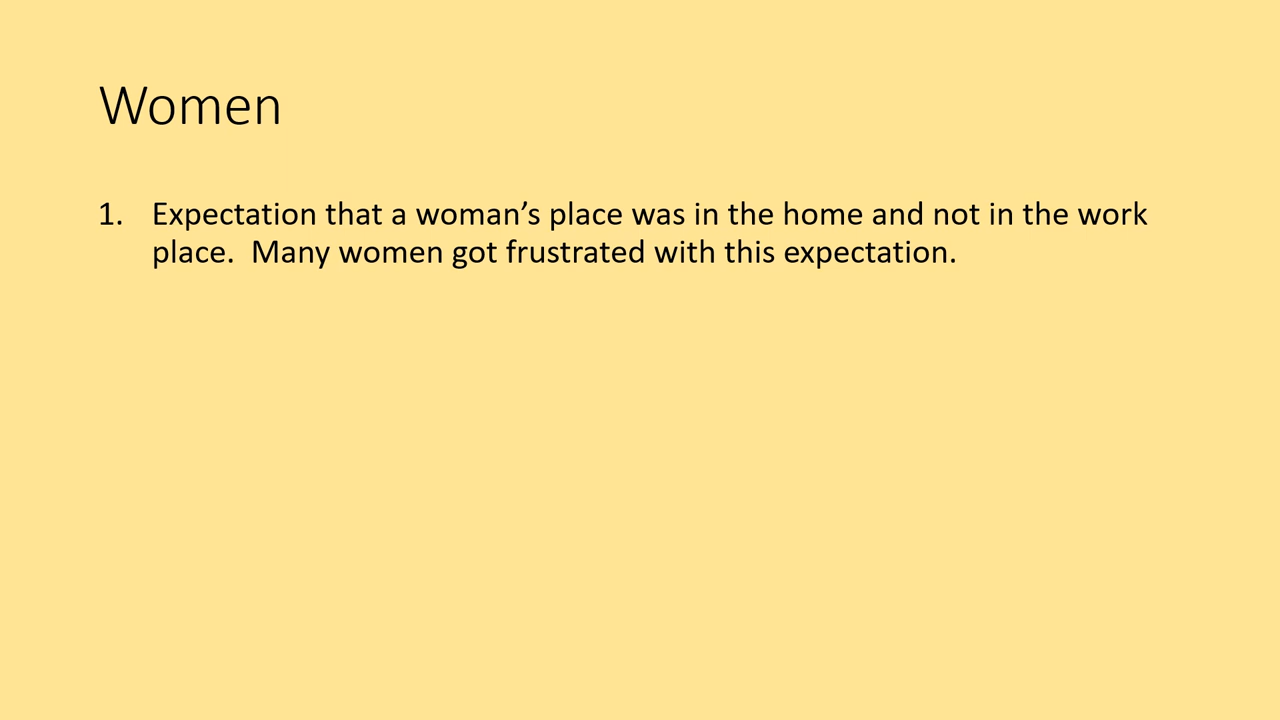 Women
1. Expectation that a woman’s place was in the home and not in the work
place.  Many women got frustrated with this expectation.